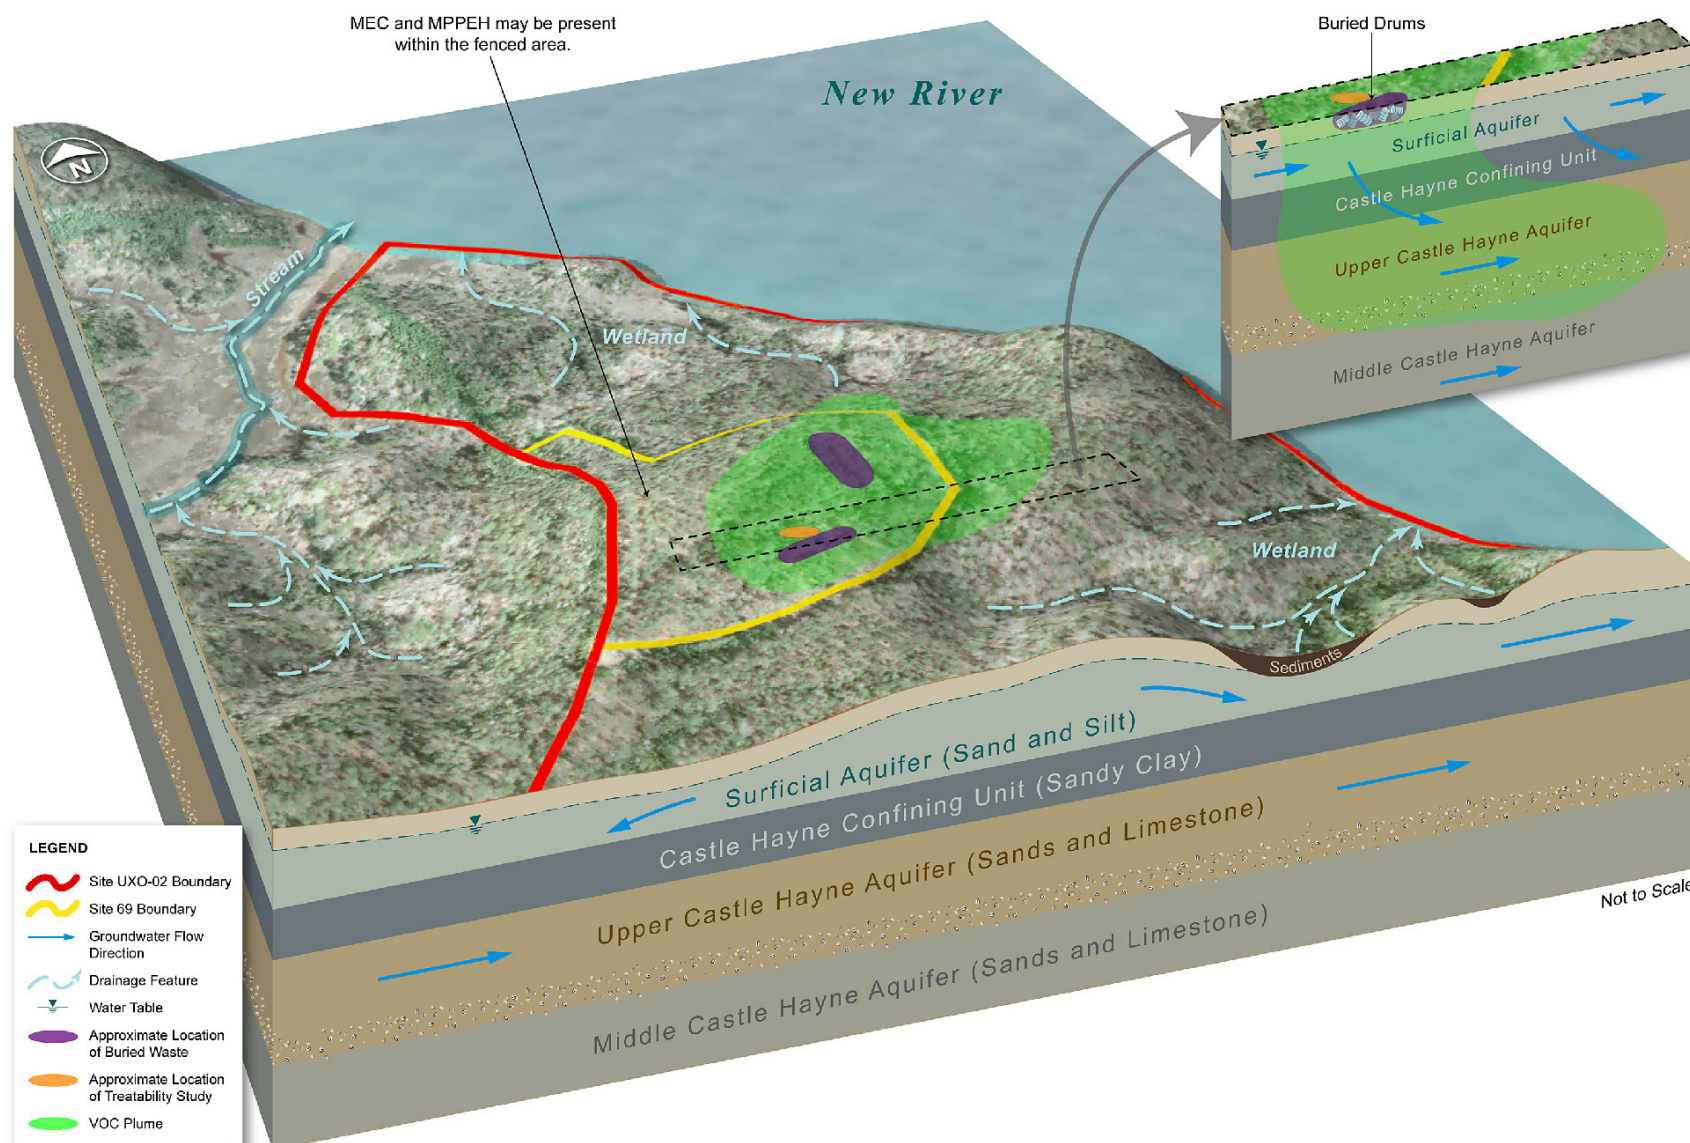 MEC and MPPEH may be present
within the fenced area.
New River
Buried Drums
N
Stream
Wetland
Surficial Aquifer
Castle Hayne Confining Unit
Upper Castle Hayne Aquifer
Middle Castle Hayne Aquifer
Wetland
Sediments
Surficial Aquifer (Sand and Silt)
Castle Hayne Confining Unit (Sandy Clay)
Upper Castle Hayne Aquifer (Sands and Limestone)
Middle Castle Hayne Aquifer (Sands and Limestone)
Not to Scale
LEGEND
Site UXO-02 Boundary
Site 69 Boundary
Groundwater Flow
Direction
Drainage Feature
Water Table
Approximate Location
of Buried Waste
Approximate Location
of Treatability Study
VOC Plume